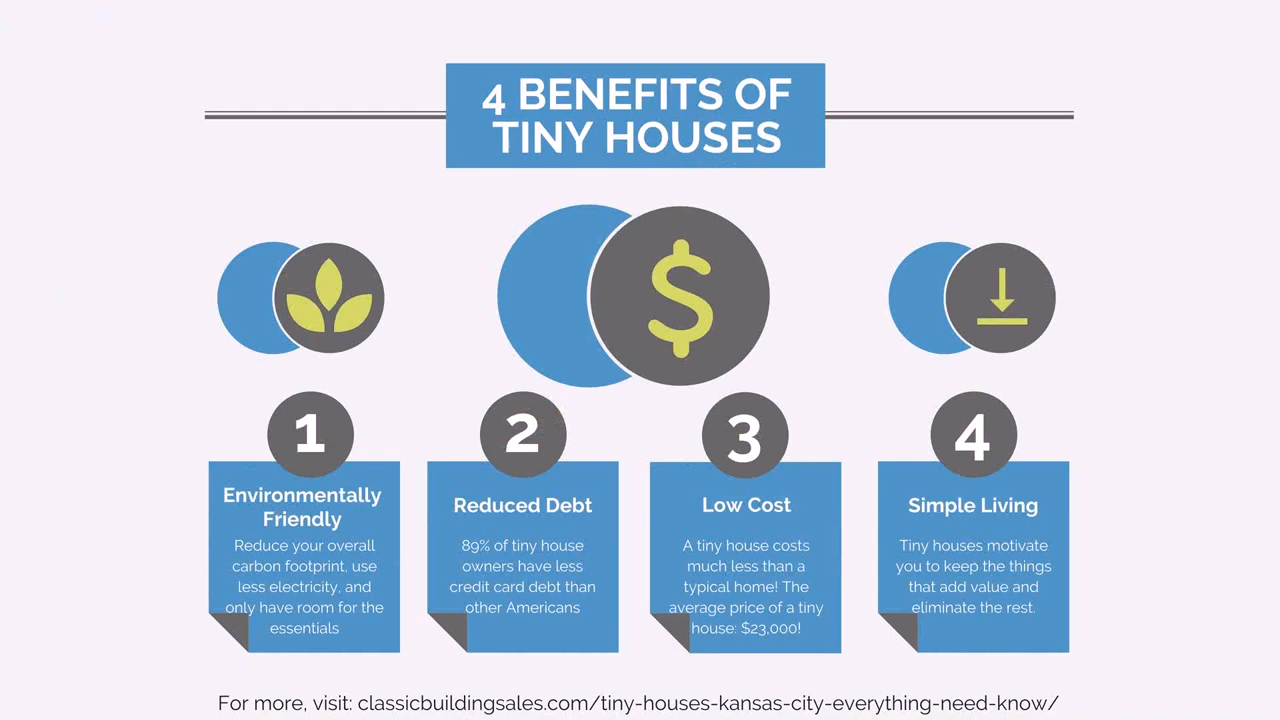 4 BENEFITS OF
TINY HOUSES
$
1
Environmentally
Friendly
Reduce your overall
carbon footprint, use
less electricity, and
only have room for the
essentials
2
Reduced Debt
89% of tiny house
owners have less
credit card debt than
other Americans
3
Low Cost
A tiny house costs
much less than a
typical home! The
average price of a tiny
house: $23,000!
4
Simple Living
Tiny houses motivate
you to keep the things
that add value and
eliminate the rest.
For more, visit: classicbuildingsales.com/tiny-houses-kansas-city-everything-need-know/